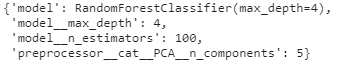 {'model': RandomForestClassifier(max_depth=4),
'model__max_depth': 4,
'model__n_estimators': 100,
'preprocessor__cat__PCA__n_components': 5}